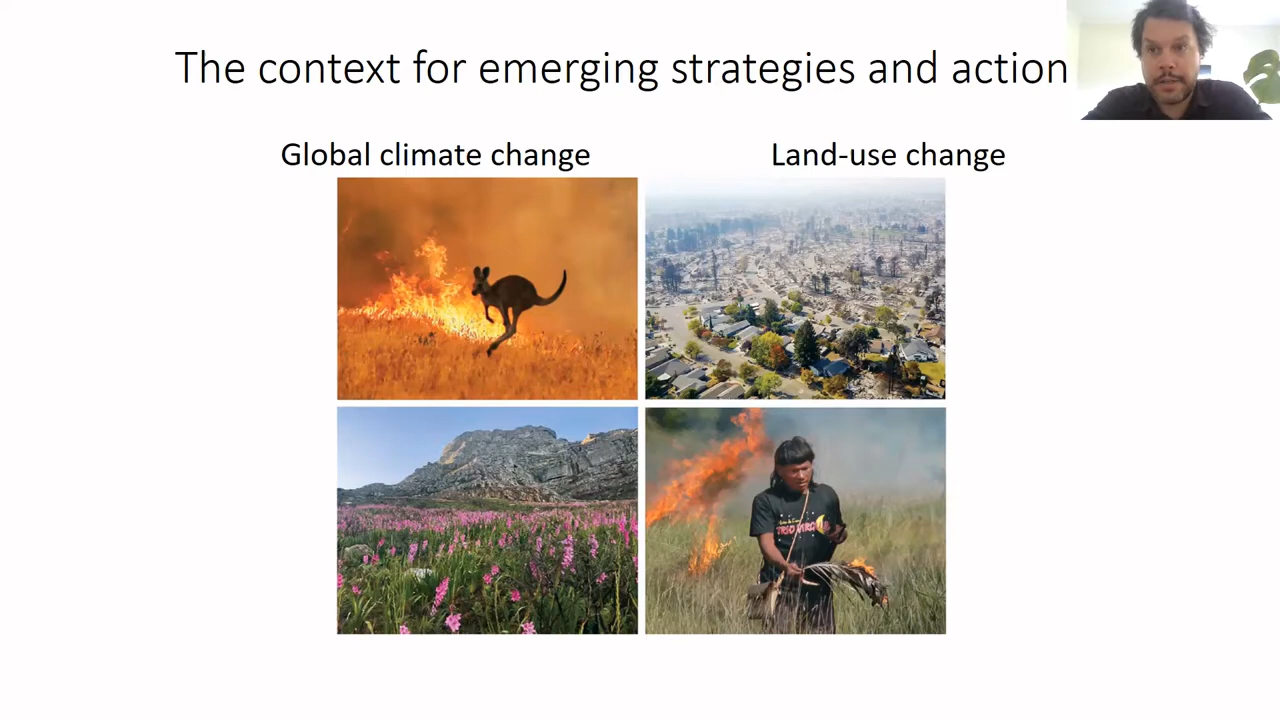 The context for emerging strategies and action
Global climate change
Land-use change